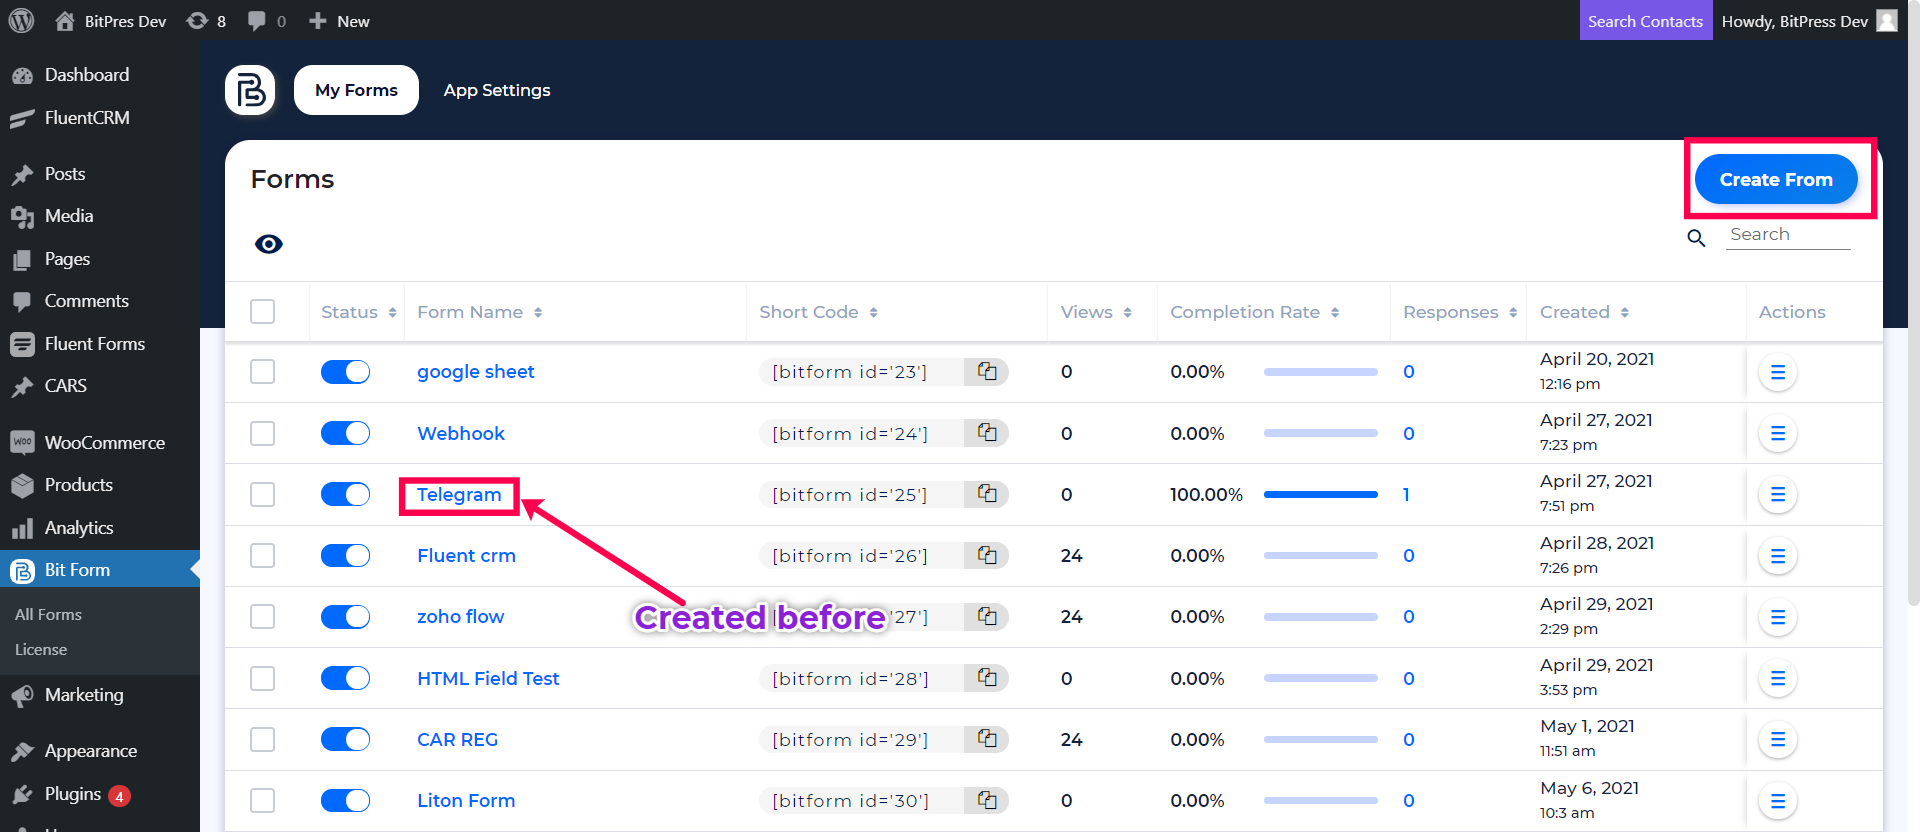 BitPres Dev 8 0 New Search Contacts Howdy, BitPress Dev
Dashboard
FluentCRM
Posts
Media
Pages
Comments
Fluent Forms
CARS
WooCommerce
Products
Analytics
Bit Form
All Forms
License
Marketing
Appearance
Plugins 4
My Forms App Settings
Forms
Create From
Search
Status Form Name Short Code Views Completion Rate Responses Created Actions
google sheet [bitform id='23'] 0 0.00% 0 April 20, 2021
12:16 pm
Webhook [bitform id='24'] 0 0.00% 0 April 27, 2021
7:23 pm
Telegram [bitform id='25'] 0 100.00% 1 April 27, 2021
7:51 pm
Fluent crm [bitform id='26'] 24 0.00% 0 April 28, 2021
7:26 pm
zoho flow Created before '27'] 24 0.00% 0 April 29, 2021
2:29 pm
HTML Field Test [bitform id='28'] 0 0.00% 0 April 29, 2021
3:53 pm
CAR REG [bitform id='29'] 24 0.00% 0 May 1, 2021
11:51 am
Liton Form [bitform id='30'] 0 0.00% 0 May 6, 2021
10:3 am